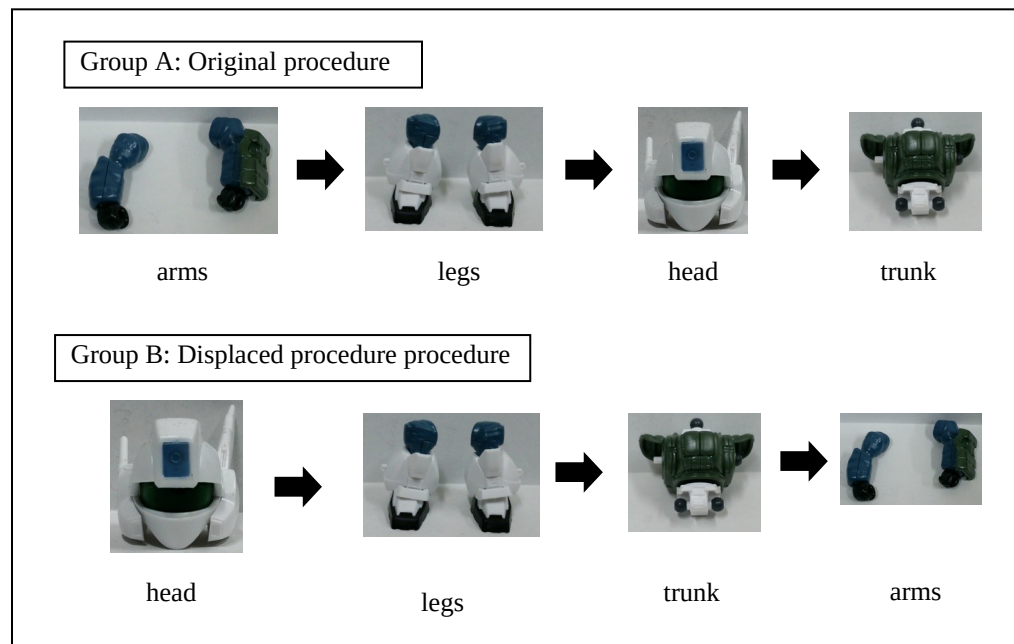 Group A: Original procedure
arms legs head trunk
Group B: Displaced procedure procedure
head legs trunk arms